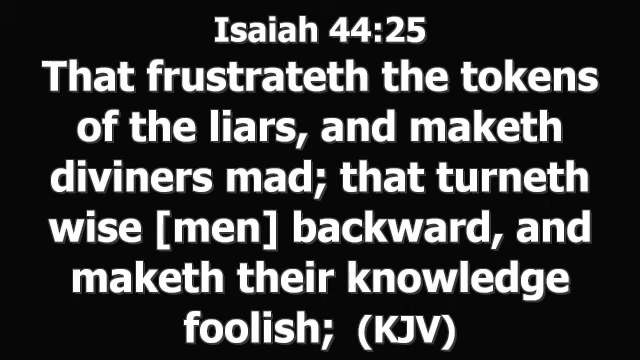 Isaiah 44:25
That frustrateth the tokens
of the liars, and maketh
diviners mad; that turneth
wise [men] backward, and
maketh their knowledge
foolish; (KJV)